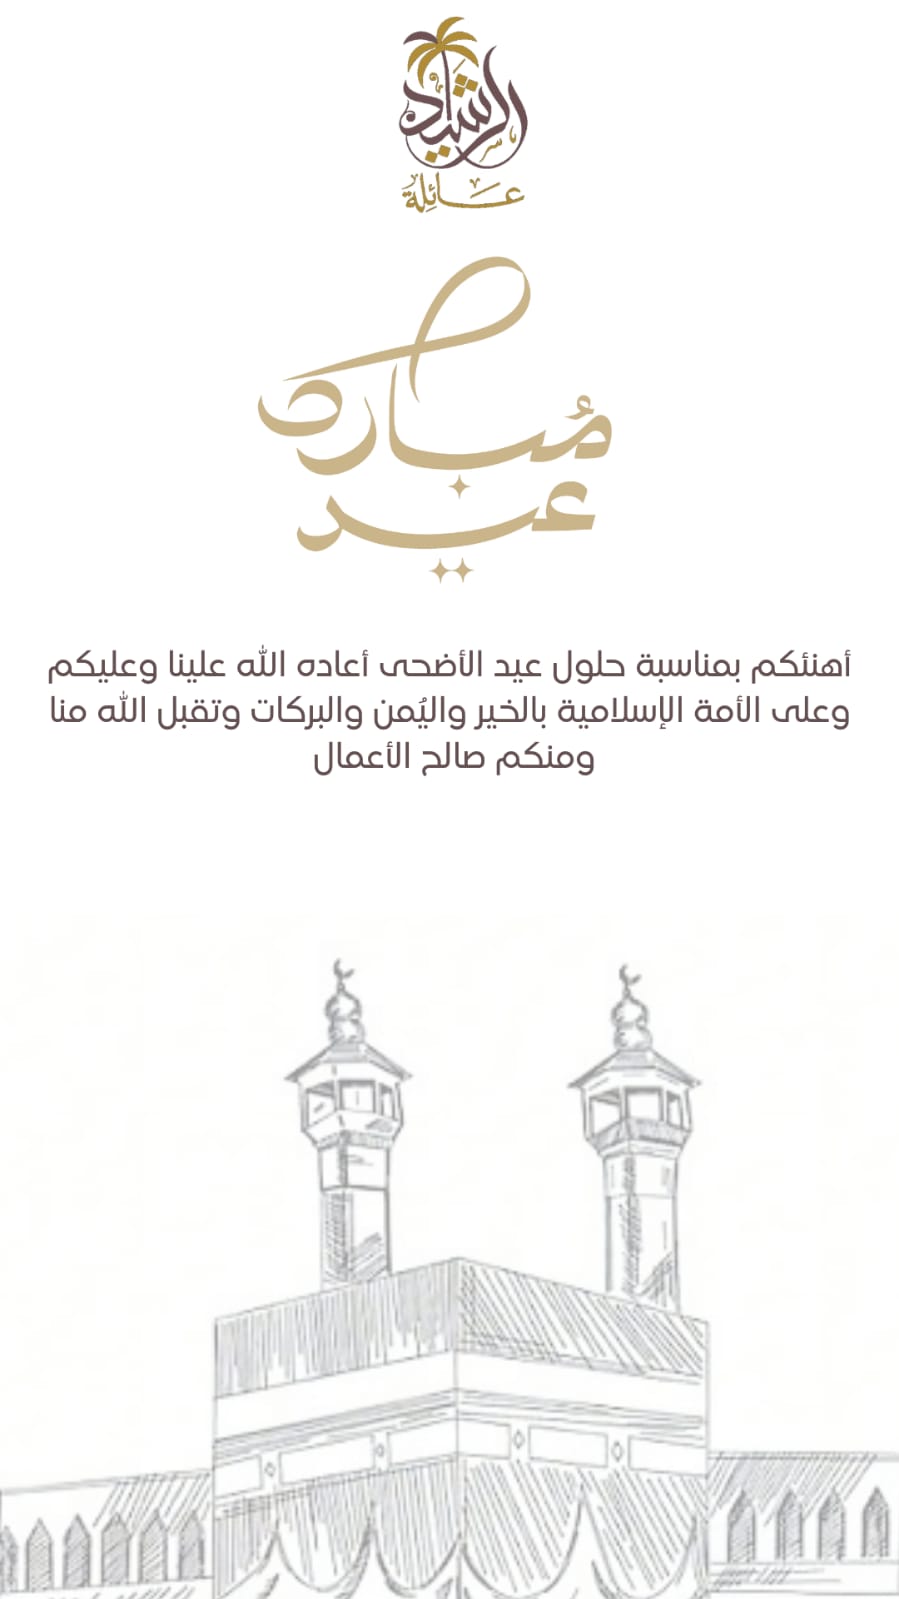 الرشيد
عائلة
مُبارك
عيد
أهنئكم بمناسبة حلول عيد الأضحى أعاده الله علينا وعليكم
وعلى الأمة الإسلامية بالخير واليُمن والبركات وتقبل الله منا
ومنكم صالح الأعمال